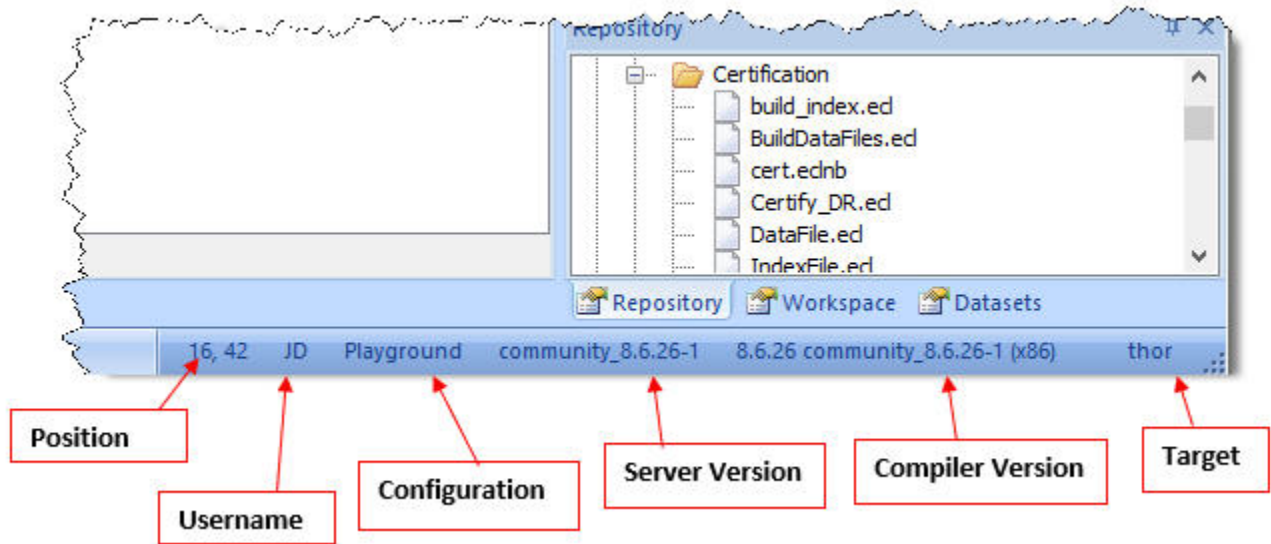 Repository
Certification
build_index.ecl
BuildDataFiles.ecl
cert.eclnb
Certify_DR.ecl
DataFile.ecl
IndexFile.ecl
Repository Workspace Datasets
16, 42 JD Playground community_8.6.26-1 8.6.26 community_8.6.26-1 (x86) thor
Position
Username
Configuration
Server Version
Compiler Version
Target